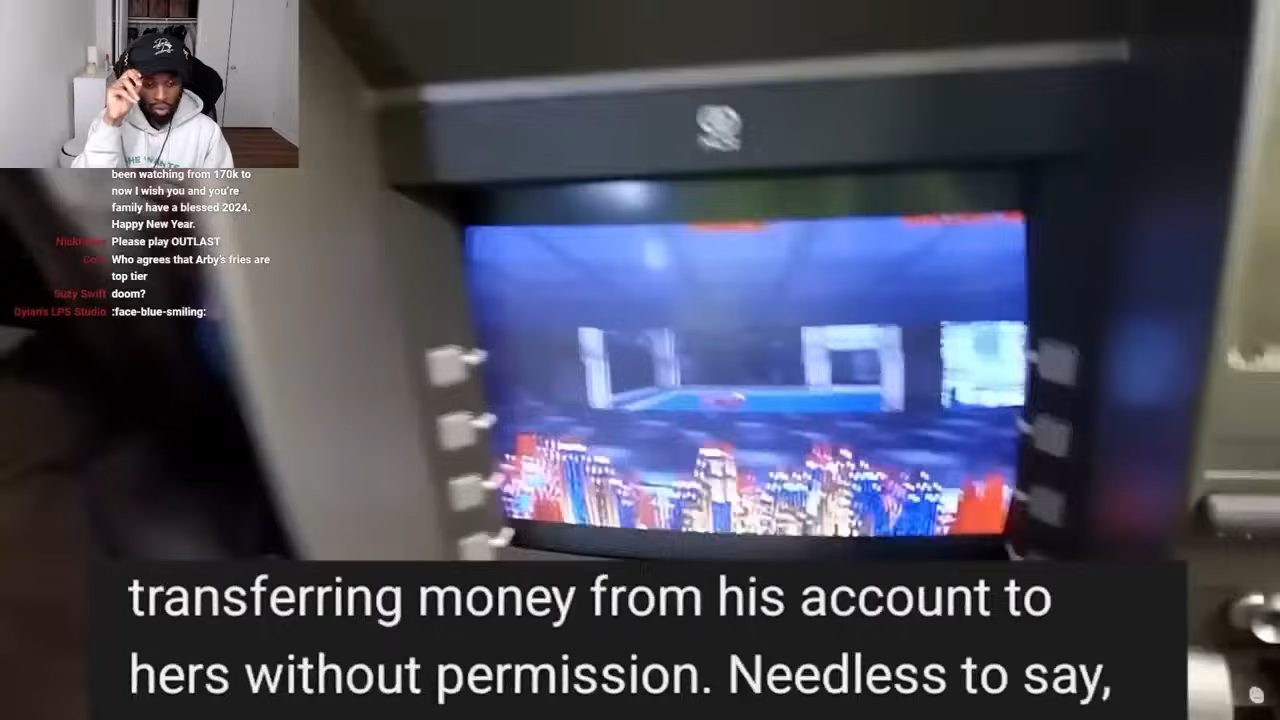 been watching from 170k to
now I wish you and you're
family have a blessed 2024.
Happy New Year.
Please play OUTLAST
Who agrees that Arby's fries are
top tier
Suzy Swift doom?
Dylan's LPS Studio :face-blue-smiling:
transferring money from his account to
hers without permission. Needless to say,